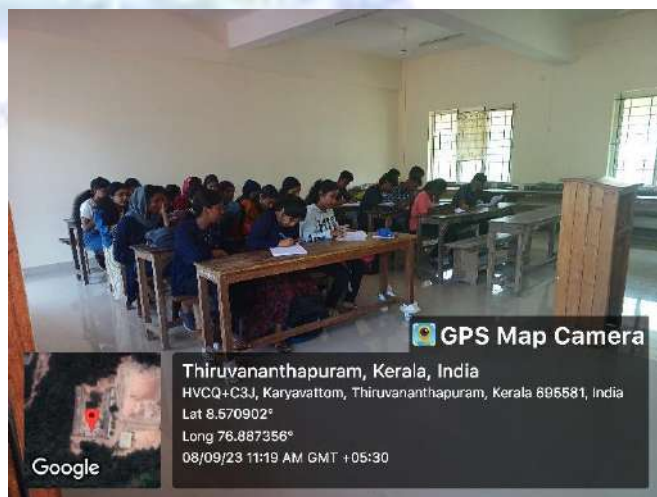 GPS Map Camera
Thiruvananthapuram, Kerala, India
HVCQ+C3J, Karyavattom, Thiruvananthapuram, Kerala 695581, India
Lat 8.570902°
Long 76.887356°
08/09/23 11:19 AM GMT +05:30
Google